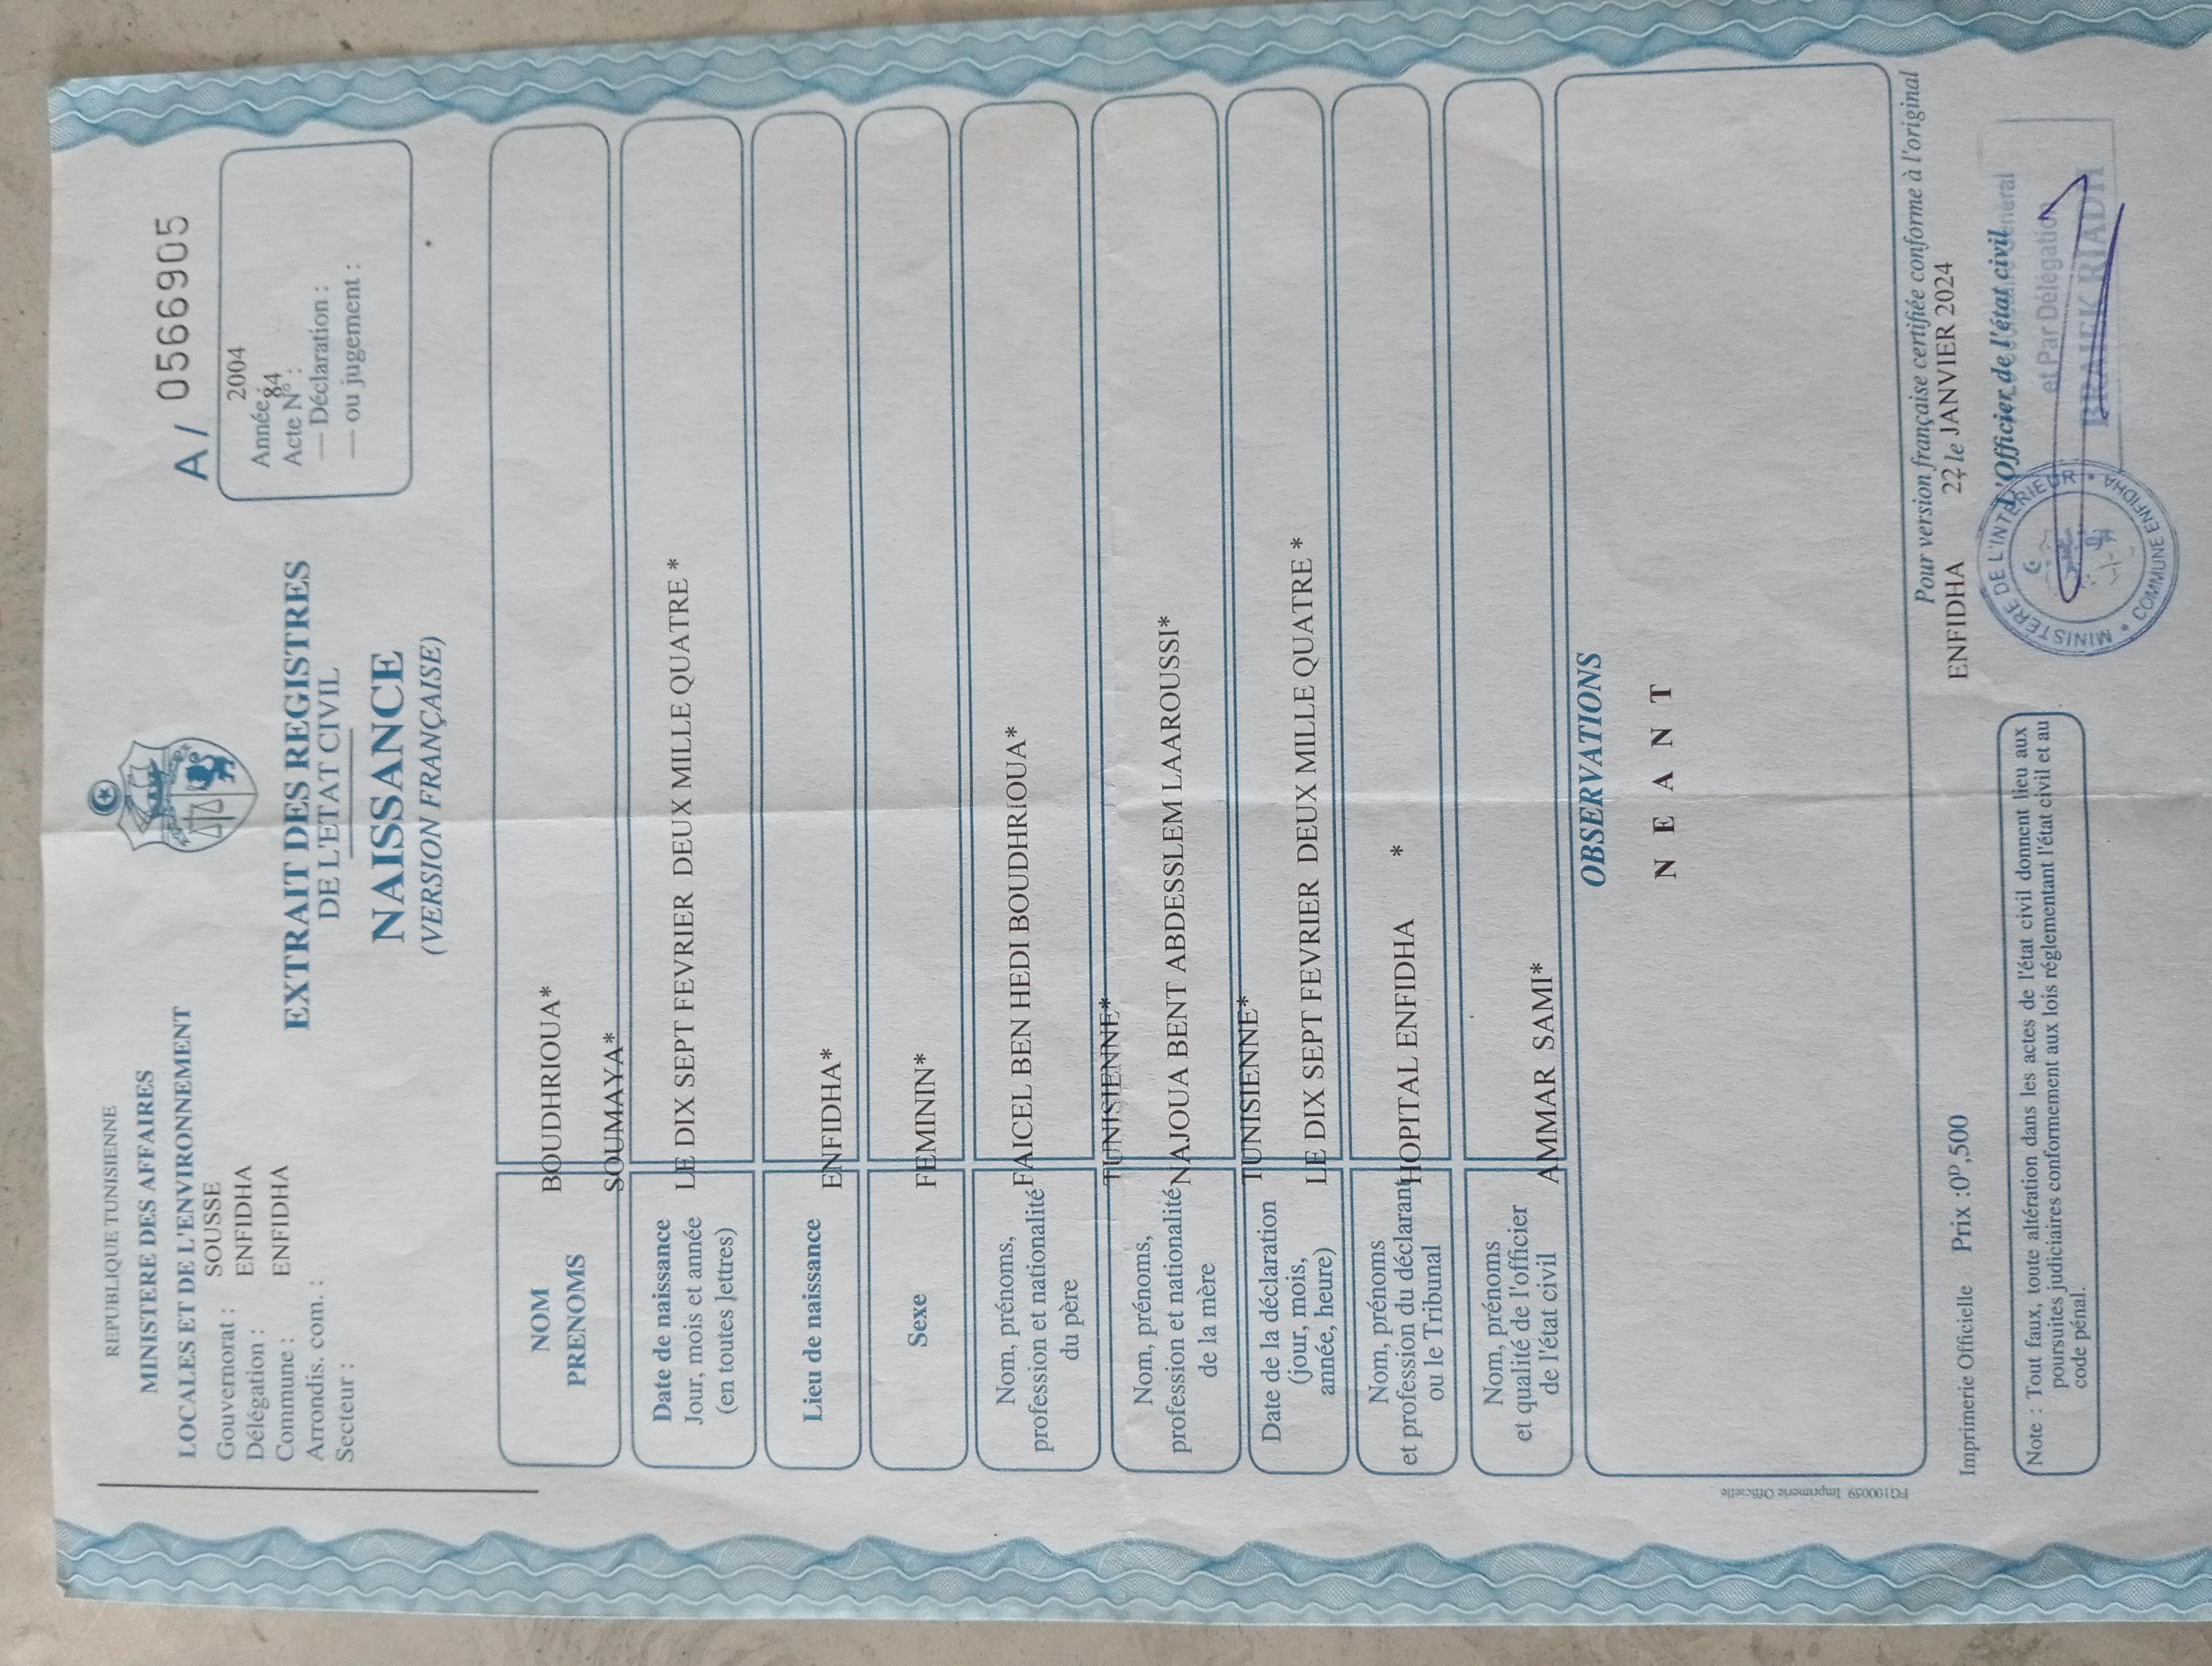 REPUBLIQUE TUNISIENNE
MINISTERE DES AFFAIRES
LOCALES ET DE L'ENVIRONNEMENT
Gouvernorat : SOUSSE
Délégation : ENFIDHA
Commune : ENFIDHA
Arrondis. com. :
Secteur :
EXTRAIT DES REGISTRES
DE L'ETAT CIVIL
NAISSANCE
(VERSION FRANÇAISE)
A / 0566905
2004
Année :
84
Acte N° :
— Déclaration :
— ou jugement :
NOM
PRENOMS
BOUDHRIOUA*
SOUMAYA*
Date de naissance
Jour, mois et année
(en toutes lettres)
LE DIX SEPT FEVRIER DEUX MILLE QUATRE *
Lieu de naissance
ENFIDHA*
Sexe
FEMININ*
Nom, prénoms,
profession et nationalité
du père
FAICEL BEN HEDI BOUDHRIOUA*
TUNISIENNE*
Nom, prénoms,
profession et nationalité
de la mère
NAJOUA BENT ABDESSLEM LAAROUSSI*
TUNISIENNE*
Date de la déclaration
(jour, mois,
année, heure)
LE DIX SEPT FEVRIER DEUX MILLE QUATRE *
Nom, prénoms
et profession du déclarant
ou le Tribunal
HOPITAL ENFIDHA *
Nom, prénoms
et qualité de l'officier
de l'état civil
AMMAR SAMI*
OBSERVATIONS
N E A N T
Pour version française certifiée conforme à l'original
ENFIDHA 22 le JANVIER 2024
L'Officier de l'état civil
et Par Délégation
BRAIEK RIADH
MINISTERE DE L'INTERIEUR * COMMUNE ENFIDHA *
Imprimerie Officielle Prix :0ᴰ,500
Note : Tout faux, toute altération dans les actes de l'état civil donnent lieu aux
poursuites judiciaires conformement aux lois réglementant l'état civil et au
code pénal.
FG100059 Imprimerie Officielle